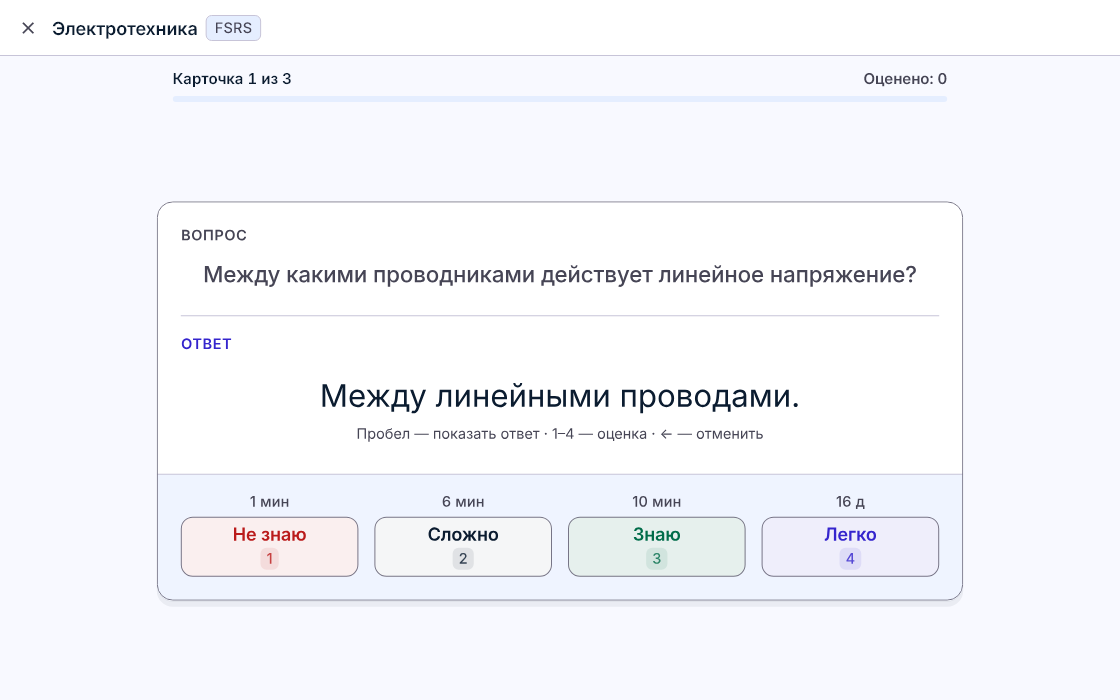 Электротехника FSRS
Карточка 1 из 3 Оценено: 0
ВОПРОС
Между какими проводниками действует линейное напряжение?
ОТВЕТ
Между линейными проводами.
Пробел — показать ответ · 1–4 — оценка · ← — отменить
1 мин 6 мин 10 мин 16 д
Не знаю Сложно Знаю Легко
1 2 3 4